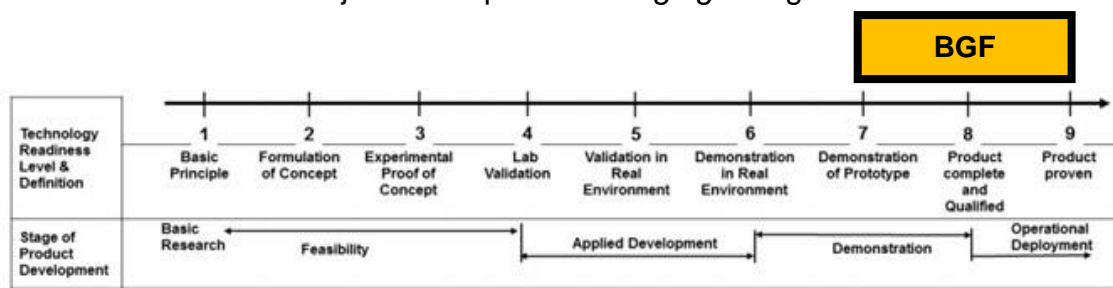 BGF
Technology
Readiness
Level &
Definition
1 2 3 4 5 6 7 8 9
Basic
Principle
Formulation
of Concept
Experimental
Proof of
Concept
Lab
Validation
Validation in
Real
Environment
Demonstration
in Real
Environment
Demonstration
of Prototype
Product
complete
and
Qualified
Product
proven
Stage of
Product
Development
Basic
Research
Feasibility
Applied Development
Demonstration
Operational
Deployment